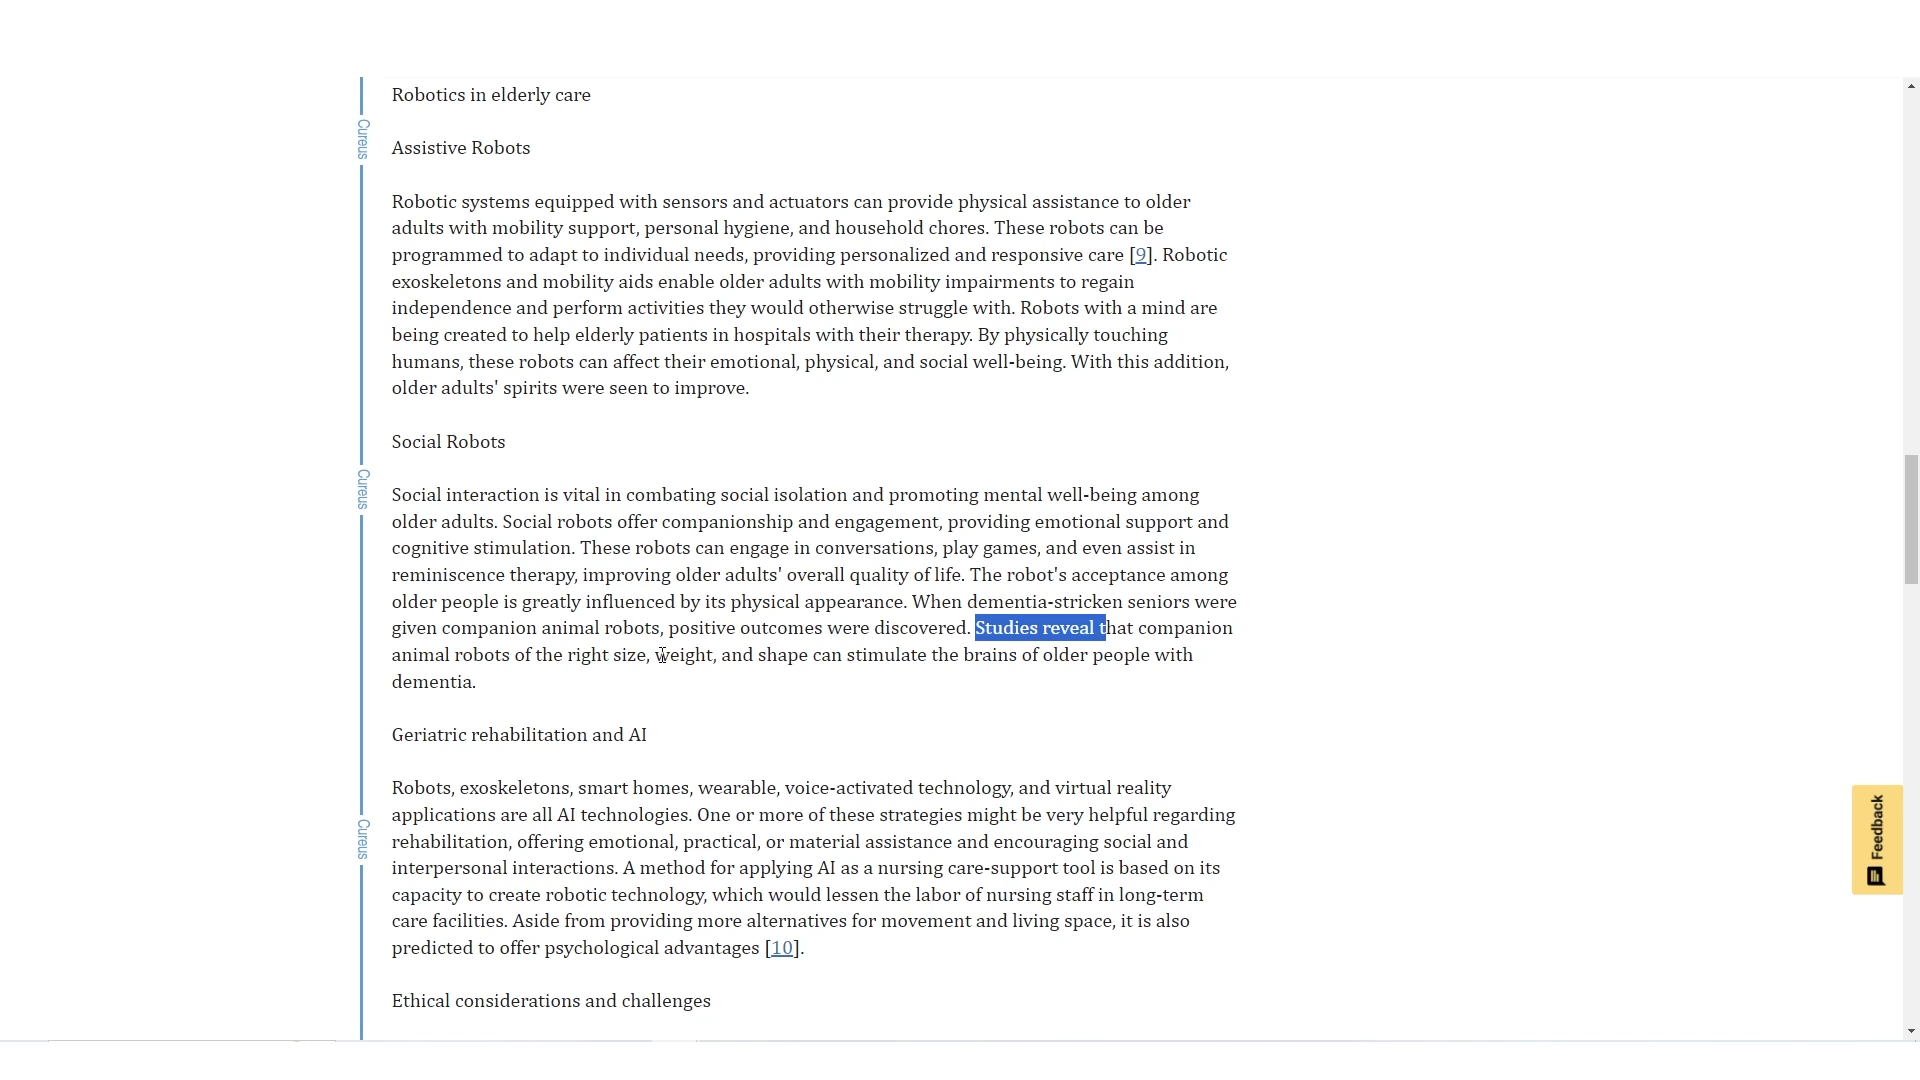 Robotics in elderly care
Cureus
Assistive Robots
Robotic systems equipped with sensors and actuators can provide physical assistance to older
adults with mobility support, personal hygiene, and household chores. These robots can be
programmed to adapt to individual needs, providing personalized and responsive care [9]. Robotic
exoskeletons and mobility aids enable older adults with mobility impairments to regain
independence and perform activities they would otherwise struggle with. Robots with a mind are
being created to help elderly patients in hospitals with their therapy. By physically touching
humans, these robots can affect their emotional, physical, and social well-being. With this addition,
older adults' spirits were seen to improve.
Social Robots
Cureus
Social interaction is vital in combating social isolation and promoting mental well-being among
older adults. Social robots offer companionship and engagement, providing emotional support and
cognitive stimulation. These robots can engage in conversations, play games, and even assist in
reminiscence therapy, improving older adults' overall quality of life. The robot's acceptance among
older people is greatly influenced by its physical appearance. When dementia-stricken seniors were
given companion animal robots, positive outcomes were discovered. Studies reveal that companion
animal robots of the right size, weight, and shape can stimulate the brains of older people with
dementia.
Geriatric rehabilitation and AI
Robots, exoskeletons, smart homes, wearable, voice-activated technology, and virtual reality
applications are all AI technologies. One or more of these strategies might be very helpful regarding
Cureus
rehabilitation, offering emotional, practical, or material assistance and encouraging social and
interpersonal interactions. A method for applying AI as a nursing care-support tool is based on its
capacity to create robotic technology, which would lessen the labor of nursing staff in long-term
care facilities. Aside from providing more alternatives for movement and living space, it is also
predicted to offer psychological advantages [10].
Ethical considerations and challenges
Feedback